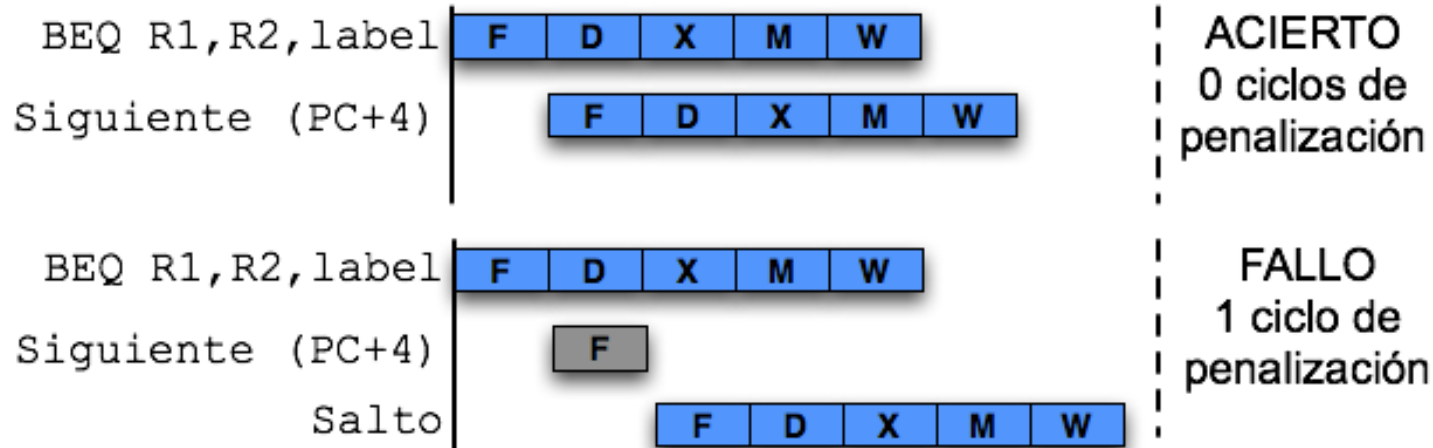 BEQ R1,R2,label F D X M W
Siguiente (PC+4) F D X M W
ACIERTO
0 ciclos de
penalización
BEQ R1,R2,label F D X M W
Siguiente (PC+4) F
Salto F D X M W
FALLO
1 ciclo de
penalización